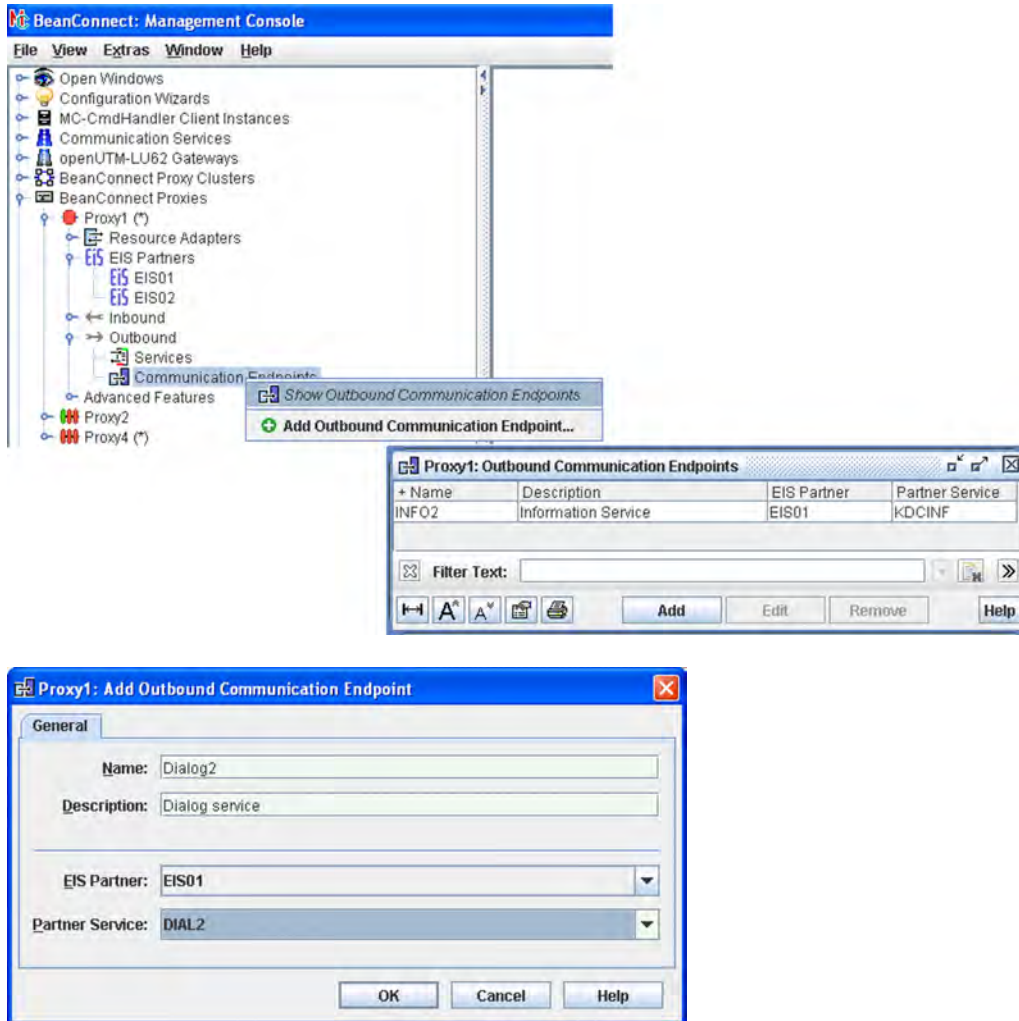 BeanConnect: Management Console
File View Extras Window Help
Open Windows
Configuration Wizards
MC-CmdHandler Client Instances
Communication Services
openUTM-LU62 Gateways
BeanConnect Proxy Clusters
BeanConnect Proxies
Proxy1 (*)
Resource Adapters
EiS EIS Partners
EiS EIS01
EiS EIS02
Inbound
Outbound
Services
Communication Endpoints
Show Outbound Communication Endpoints
Advanced Features
Add Outbound Communication Endpoint...
Proxy2
Proxy4 (*)
Proxy1: Outbound Communication Endpoints
+ Name Description EIS Partner Partner Service
INFO2 Information Service EIS01 KDCINF
Filter Text:
Add Edit Remove Help
Proxy1: Add Outbound Communication Endpoint
General
Name: Dialog2
Description: Dialog service
EIS Partner: EIS01
Partner Service: DIAL2
OK Cancel Help